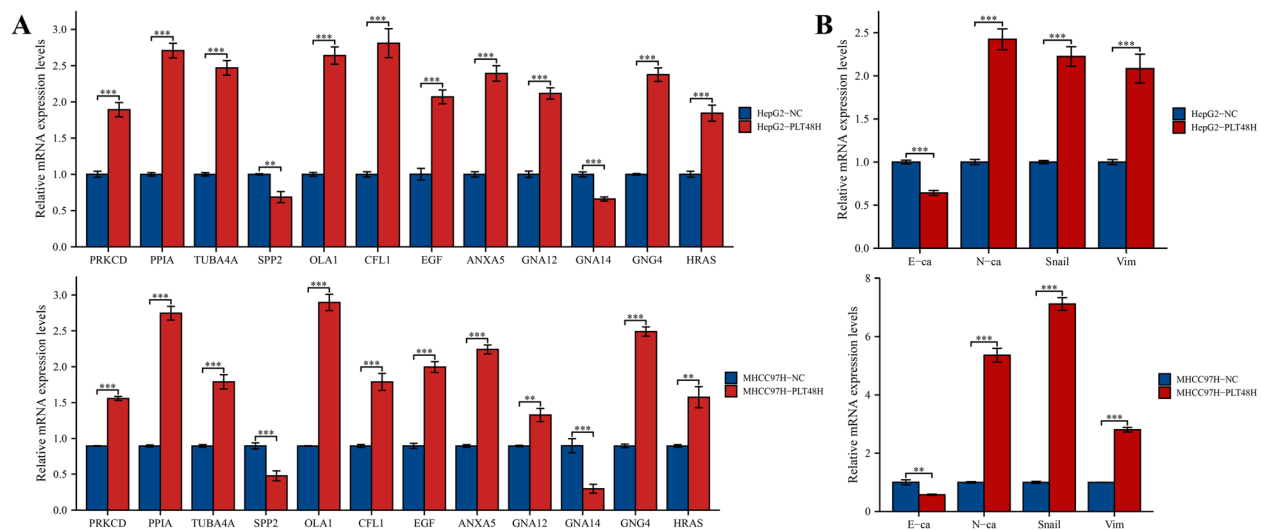 A
Relative mRNA expression levels
3.0
2.5
2.0
1.5
1.0
0.5
0.0
*** *** *** ** *** *** *** *** *** *** *** ***
PRKCD PPIA TUBA4A SPP2 OLA1 CFL1 EGF ANXA5 GNA12 GNA14 GNG4 HRAS
HepG2−NC
HepG2−PLT48H
B
Relative mRNA expression levels
2.5
2.0
1.5
1.0
0.5
0.0
*** *** *** ***
E−ca N−ca Snail Vim
HepG2−NC
HepG2−PLT48H
Relative mRNA expression levels
3.0
2.5
2.0
1.5
1.0
0.5
0.0
*** *** *** *** *** *** *** *** ** *** *** **
PRKCD PPIA TUBA4A SPP2 OLA1 CFL1 EGF ANXA5 GNA12 GNA14 GNG4 HRAS
MHCC97H−NC
MHCC97H−PLT48H
Relative mRNA expression levels
8
6
4
2
0
** *** *** ***
E−ca N−ca Snail Vim
MHCC97H−NC
MHCC97H−PLT48H